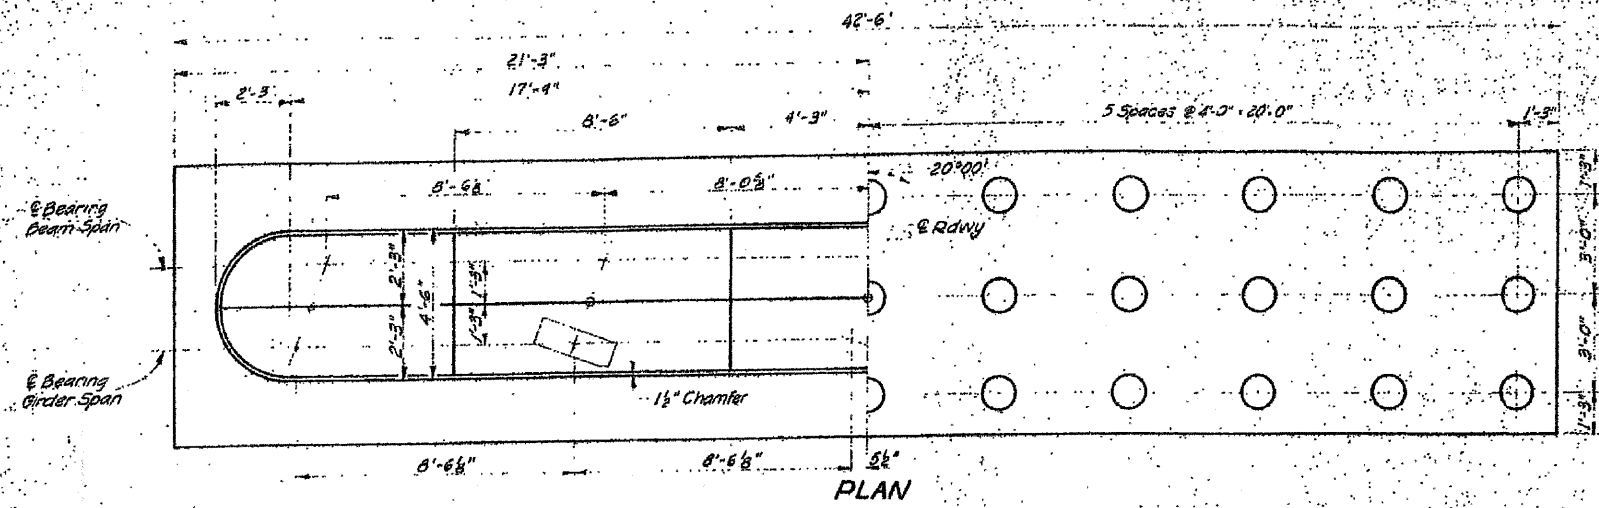 42'-6"
21'-3"
2'-3
17'-9"
8'-6"
4'-3"
5 Spaces @ 4'-0" = 20'-0"
1'-3"
8'-6⅛
8'-0⅝"
20°00'
℄ Bearing
Beam Span
℄ Rdwy
1'-3"
3'-0"
2'-3"
4'-6"
1'-3"
1'-3"
2'-3"
3'-0"
1'-3"
℄ Bearing
Girder Span
1½" Chamfer
8'-6⅛"
8'-6⅛"
5½"
PLAN